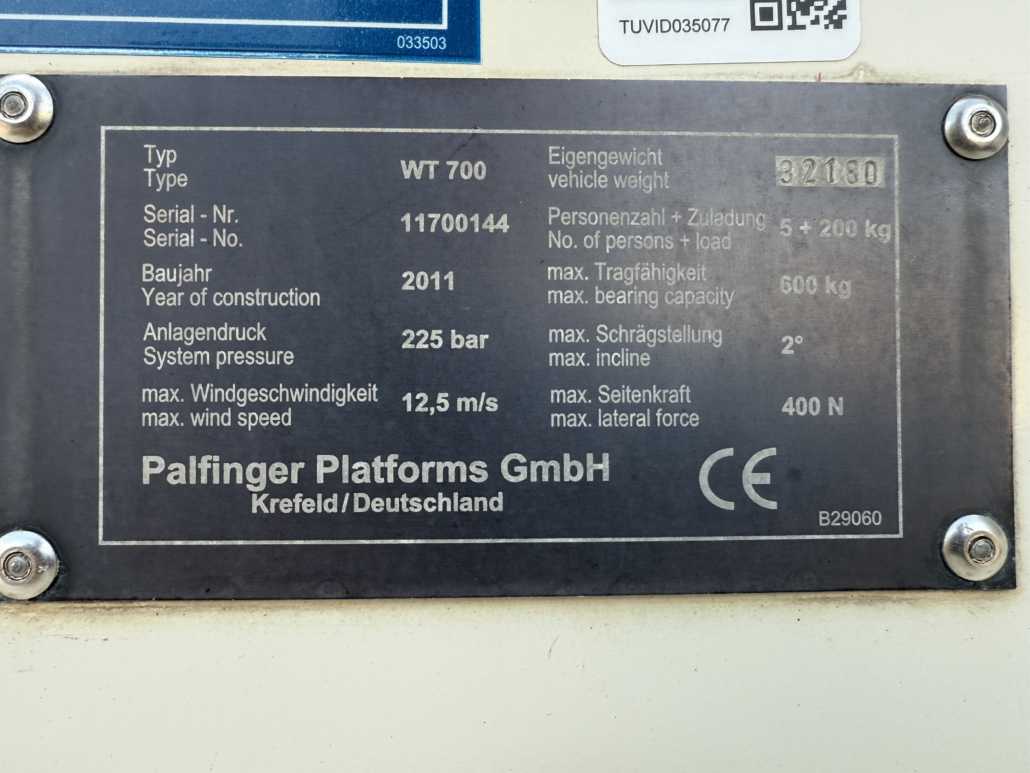 033503
TUVID035077
Typ
Type
WT 700
Eigengewicht
vehicle weight
32180
Serial - Nr.
Serial - No.
11700144
Personenzahl + Zuladung
No. of persons + load
5 + 200 kg
Baujahr
Year of construction
2011
max. Tragfähigkeit
max. bearing capacity
600 kg
Anlagendruck
System pressure
225 bar
max. Schrägstellung
max. incline
2°
max. Windgeschwindigkeit
max. wind speed
12,5 m/s
max. Seitenkraft
max. lateral force
400 N
Palfinger Platforms GmbH
Krefeld/Deutschland
CE
B29060